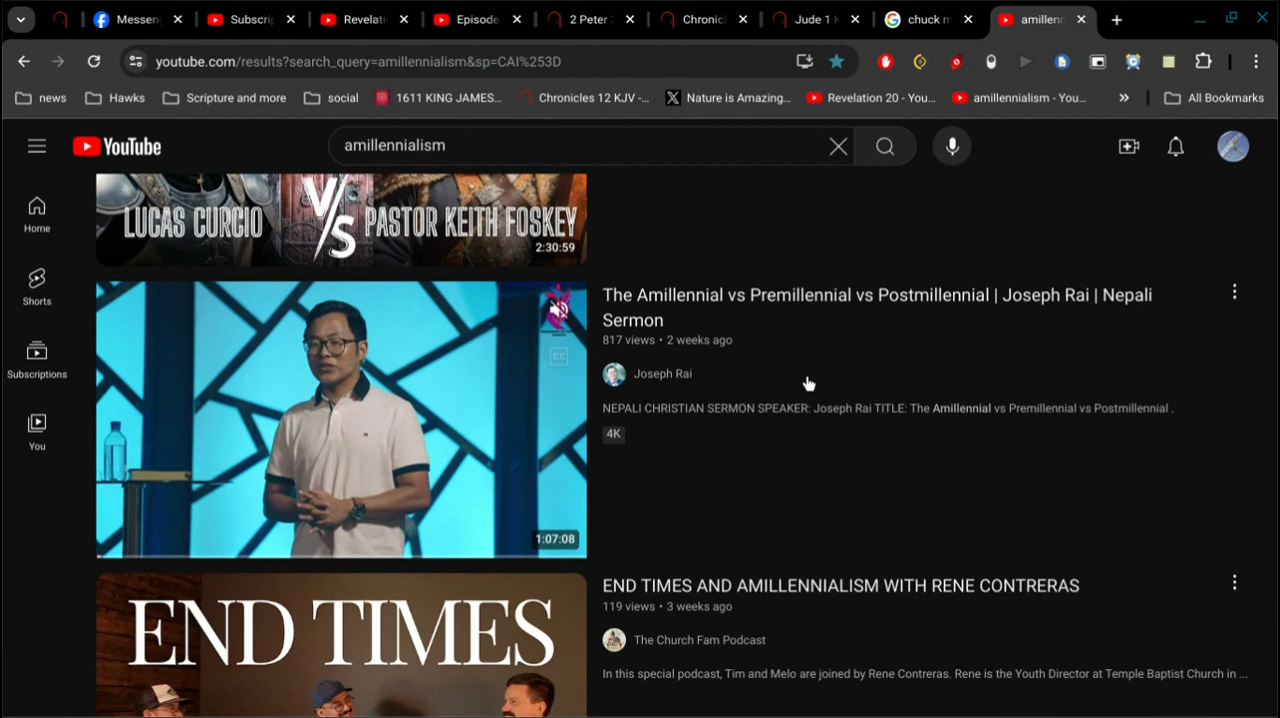 Messen
Subscrip
Revelati
Episode
2 Peter
Chronicl
Jude 1
chuck m
amillenn
youtube.com/results?search_query=amillennialism&sp=CAI%253D
news
Hawks
Scripture and more
social
1611 KING JAMES...
Chronicles 12 KJV -...
Nature is Amazing...
Revelation 20 - You...
amillennialism - You...
All Bookmarks
YouTube
amillennialism
Home
Shorts
Subscriptions
You
LUCAS CURCIO VS PASTOR KEITH FOSKEY
2:30:59
CC
1:07:08
The Amillennial vs Premillennial vs Postmillennial | Joseph Rai | Nepali
Sermon
817 views • 2 weeks ago
Joseph Rai
NEPALI CHRISTIAN SERMON SPEAKER: Joseph Rai TITLE: The Amillennial vs Premillennial vs Postmillennial .
4K
END TIMES
END TIMES AND AMILLENNIALISM WITH RENE CONTRERAS
119 views • 3 weeks ago
The Church Fam Podcast
In this special podcast, Tim and Melo are joined by Rene Contreras. Rene is the Youth Director at Temple Baptist Church in ...